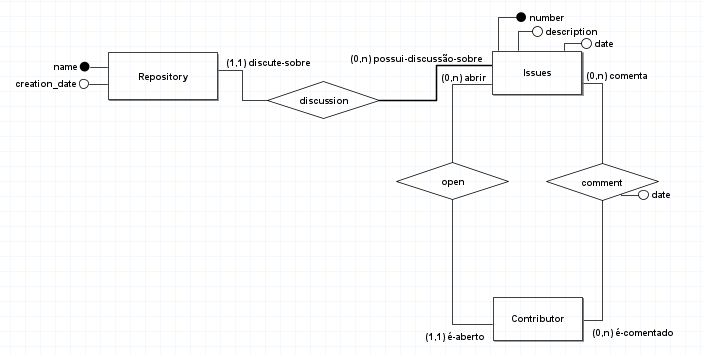 number
description
date
name
creation_date
Repository
(1,1) discute-sobre
discussion
(0,n) possui-discussão-sobre
(0,n) abrir
Issues
(0,n) comenta
open
comment
date
Contributor
(1,1) é-aberto
(0,n) é-comentado